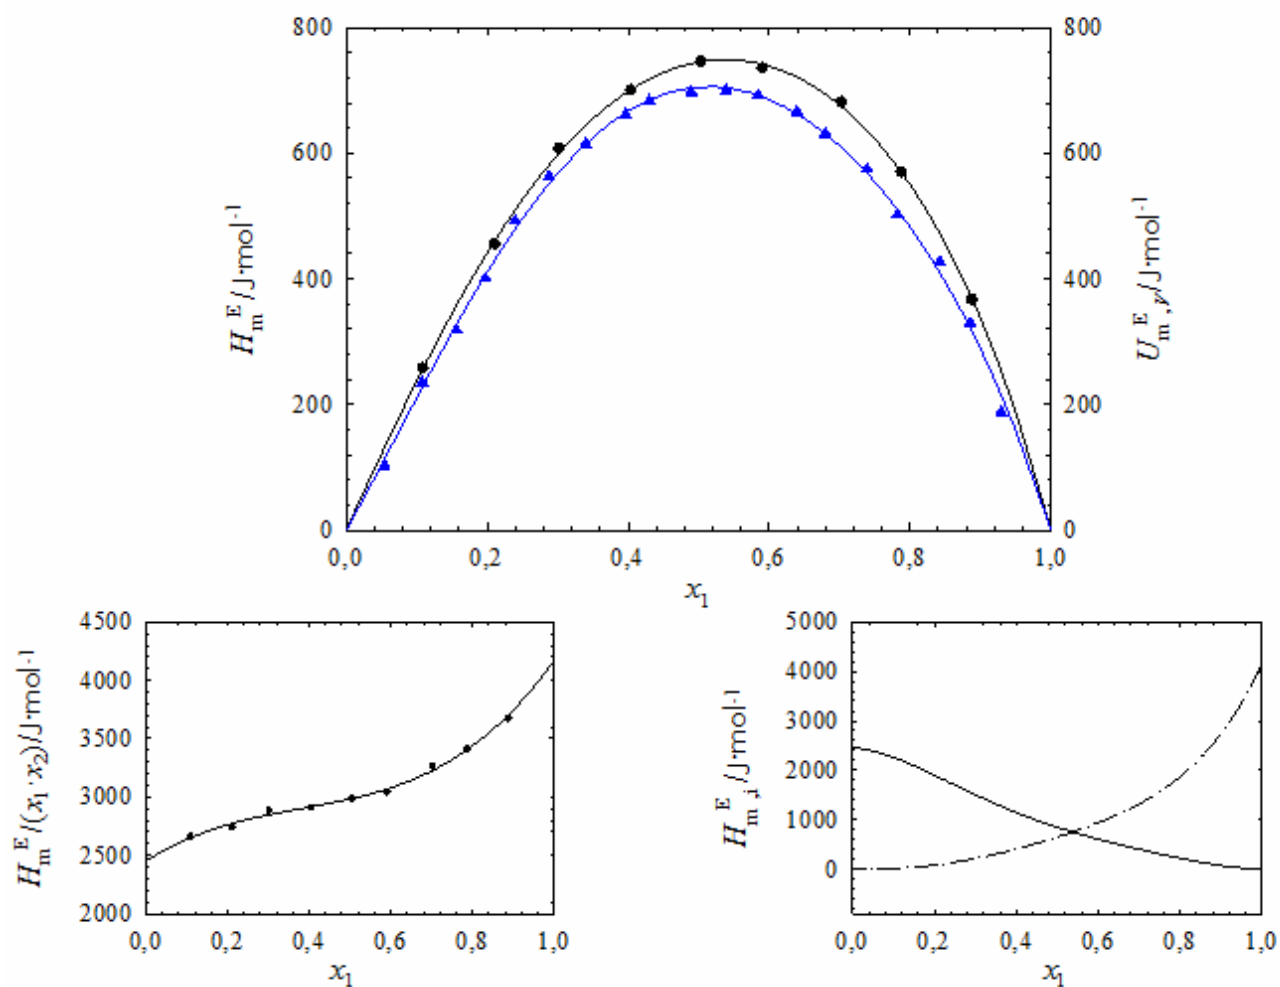 800 800
600 600
400 400
200 200
0 0
H_m^E/J·mol^-1
U_m^E,V/J·mol^-1
0,0 0,2 0,4 0,6 0,8 1,0
x_1
4500
4000
3500
3000
2500
2000
H_m^E/(x_1·x_2)/J·mol^-1
0,0 0,2 0,4 0,6 0,8 1,0
x_1
5000
4000
3000
2000
1000
0
H_m^E,i/J·mol^-1
0,0 0,2 0,4 0,6 0,8 1,0
x_1